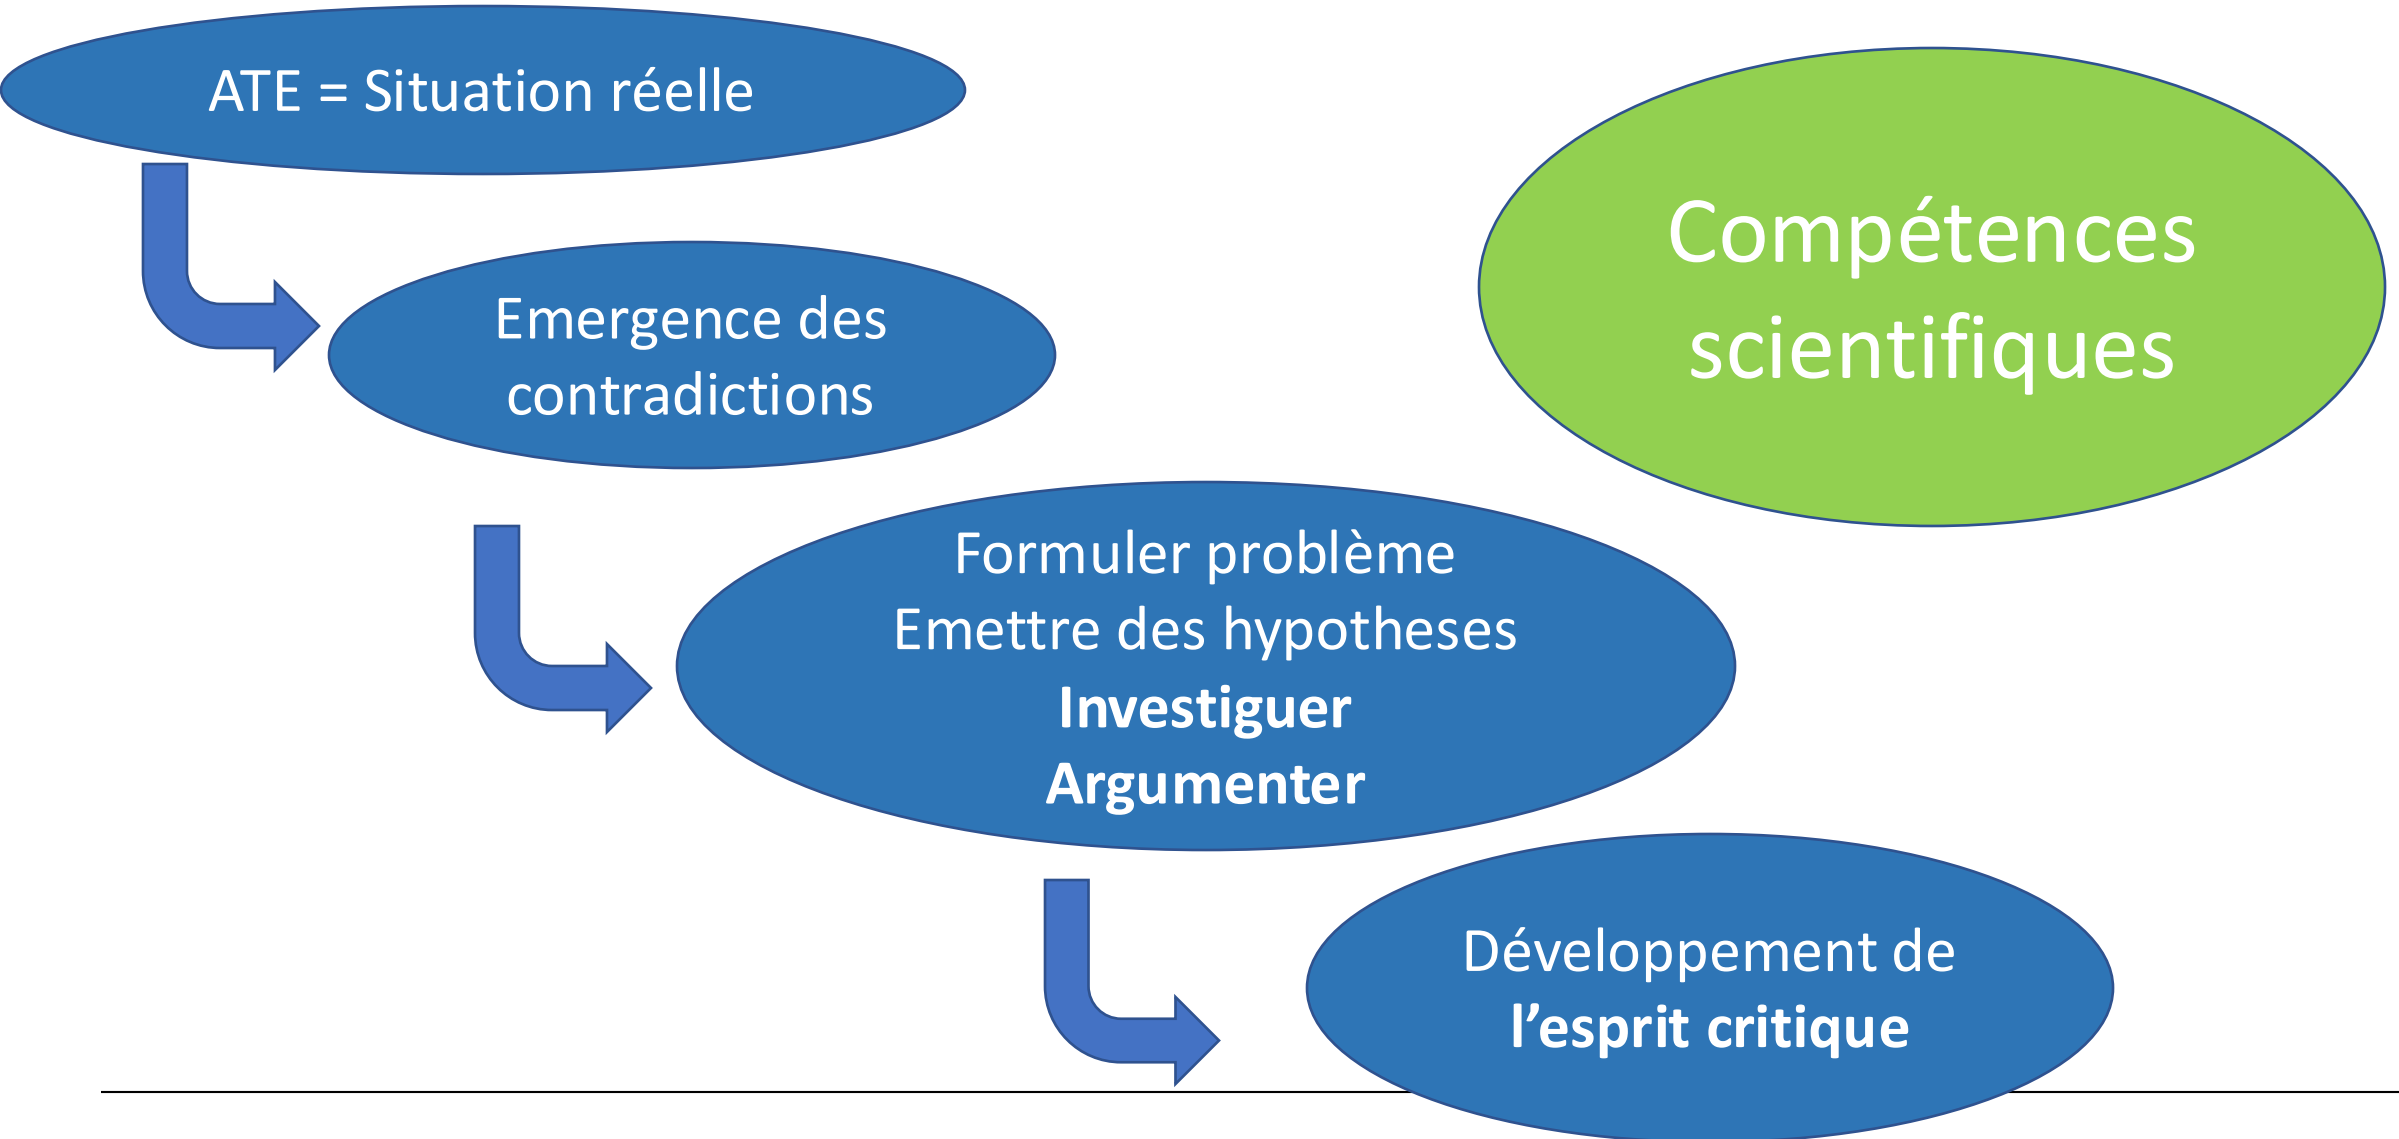 ATE = Situation réelle
Compétences
scientifiques
Emergence des
contradictions
Formuler problème
Emettre des hypotheses
Investiguer
Argumenter
Développement de
l’esprit critique